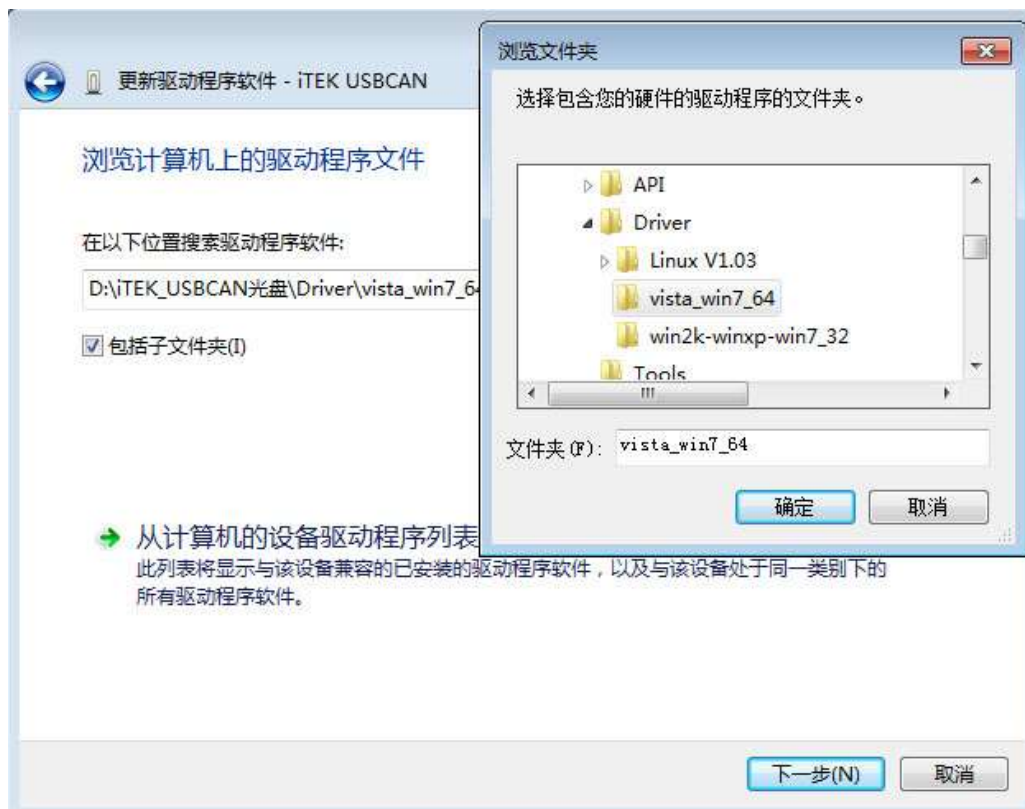 更新驱动程序软件 - iTEK USBCAN
浏览计算机上的驱动程序文件
在以下位置搜索驱动程序软件:
D:\iTEK_USBCAN光盘\Driver\vista_win7_64
包括子文件夹(I)
从计算机的设备驱动程序列表
此列表将显示与该设备兼容的已安装的驱动程序软件，以及与该设备处于同一类别下的
所有驱动程序软件。
下一步(N)
取消
浏览文件夹
选择包含您的硬件的驱动程序的文件夹。
API
Driver
Linux V1.03
vista_win7_64
win2k-winxp-win7_32
Tools
文件夹(F):
vista_win7_64
确定
取消